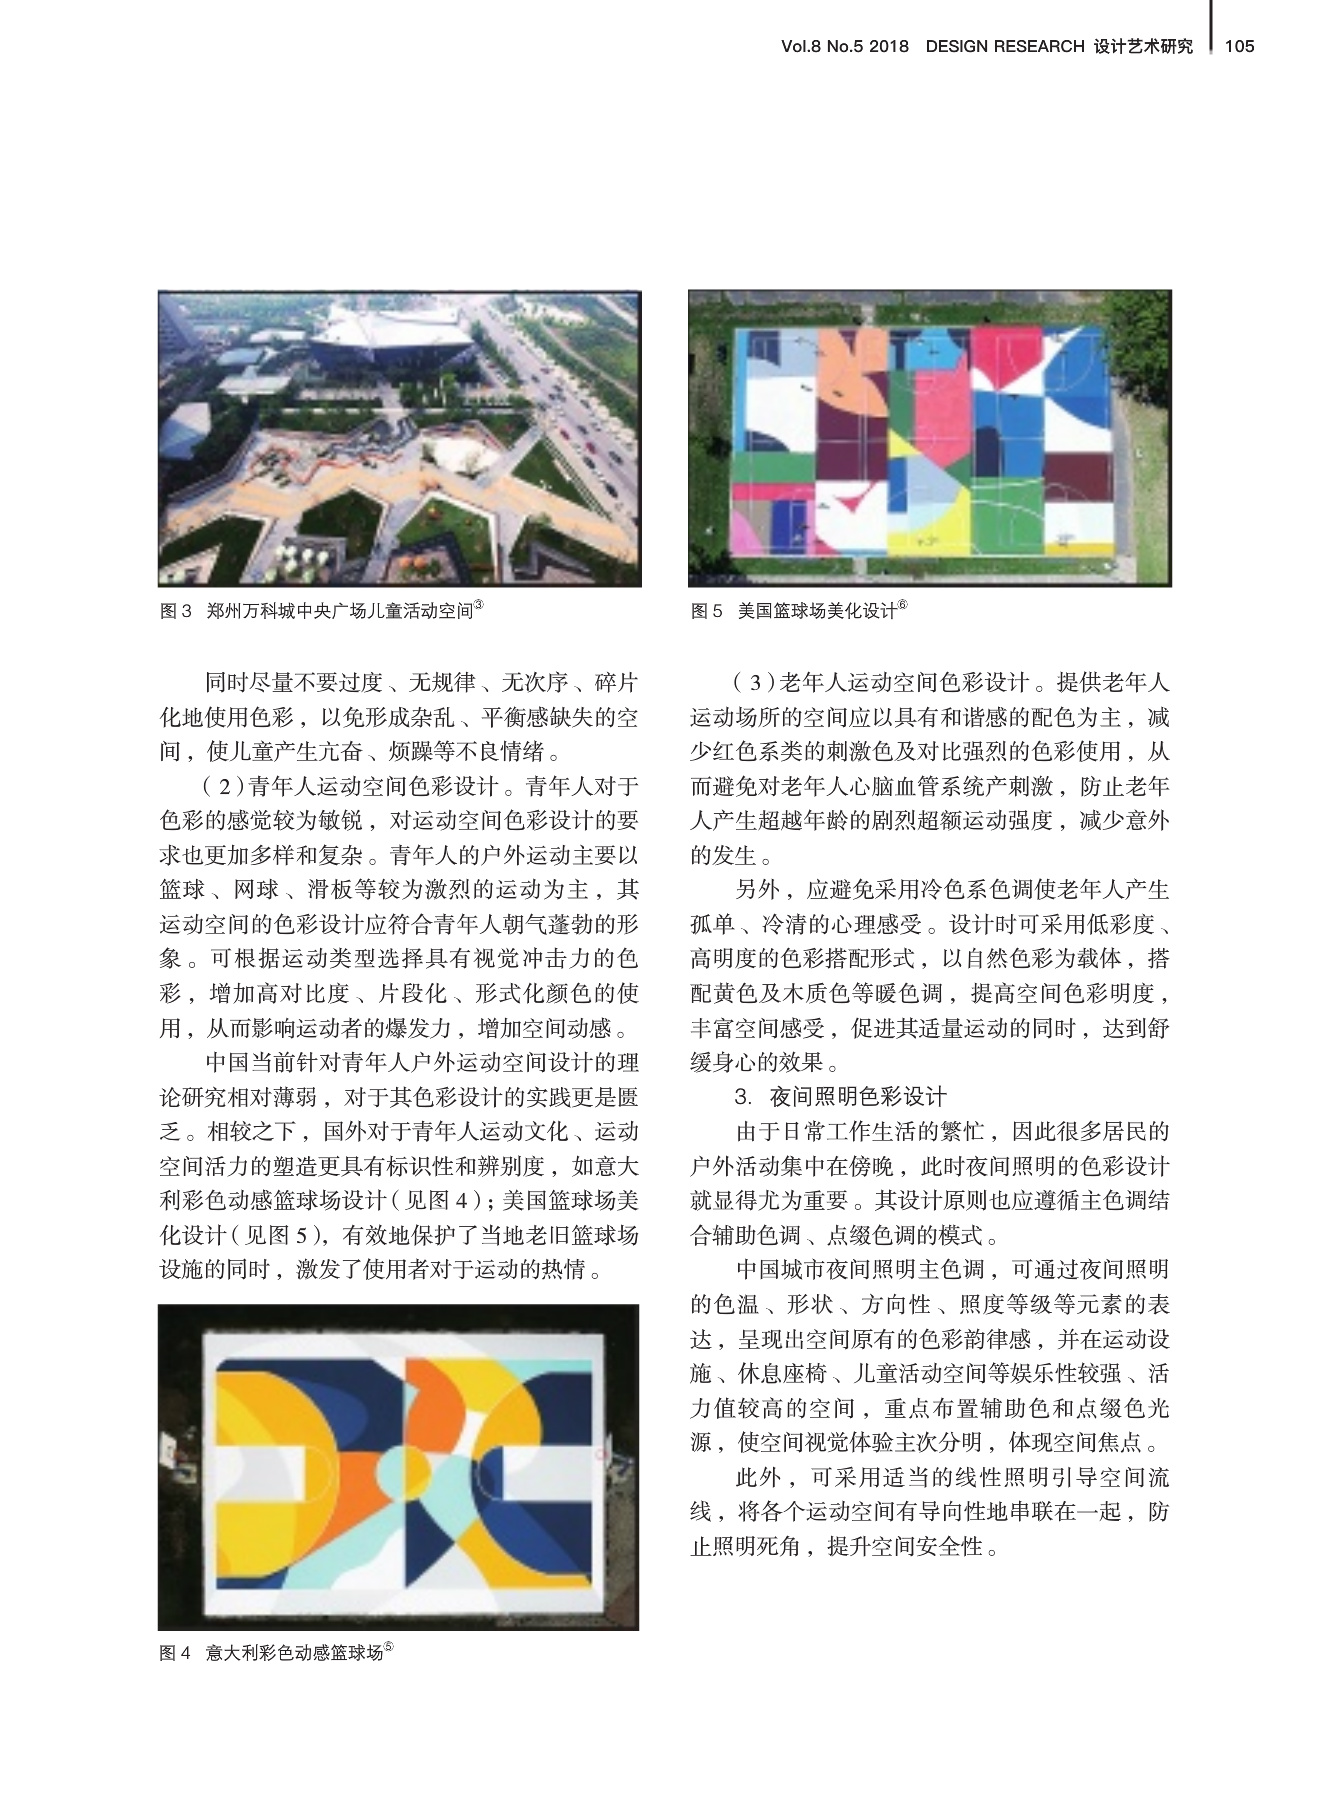 Vol.8 No.5 2018 DESIGN RESEARCH 设计艺术研究 105
图 3 郑州万科城中央广场儿童活动空间③
同时尽量不要过度、无规律、无次序、碎片
化地使用色彩，以免形成杂乱、平衡感缺失的空
间，使儿童产生亢奋、烦躁等不良情绪。
（2）青年人运动空间色彩设计。青年人对于
色彩的感觉较为敏锐，对运动空间色彩设计的要
求也更加多样和复杂。青年人的户外运动主要以
篮球、网球、滑板等较为激烈的运动为主，其
运动空间的色彩设计应符合青年人朝气蓬勃的形
象。可根据运动类型选择具有视觉冲击力的色
彩，增加高对比度、片段化、形式化颜色的使
用，从而影响运动者的爆发力，增加空间动感。
中国当前针对青年人户外运动空间设计的理
论研究相对薄弱，对于其色彩设计的实践更是匮
乏。相较之下，国外对于青年人运动文化、运动
空间活力的塑造更具有标识性和辨别度，如意大
利彩色动感篮球场设计（见图 4）；美国篮球场美
化设计（见图 5），有效地保护了当地老旧篮球场
设施的同时，激发了使用者对于运动的热情。
图 4 意大利彩色动感篮球场⑤
图 5 美国篮球场美化设计⑥
（3）老年人运动空间色彩设计。提供老年人
运动场所的空间应以具有和谐感的配色为主，减
少红色系类的刺激色及对比强烈的色彩使用，从
而避免对老年人心脑血管系统产刺激，防止老年
人产生超越年龄的剧烈超额运动强度，减少意外
的发生。
另外，应避免采用冷色系色调使老年人产生
孤单、冷清的心理感受。设计时可采用低彩度、
高明度的色彩搭配形式，以自然色彩为载体，搭
配黄色及木质色等暖色调，提高空间色彩明度，
丰富空间感受，促进其适量运动的同时，达到舒
缓身心的效果。
3. 夜间照明色彩设计
由于日常工作生活的繁忙，因此很多居民的
户外活动集中在傍晚，此时夜间照明的色彩设计
就显得尤为重要。其设计原则也应遵循主色调结
合辅助色调、点缀色调的模式。
中国城市夜间照明主色调，可通过夜间照明
的色温、形状、方向性、照度等级等元素的表
达，呈现出空间原有的色彩韵律感，并在运动设
施、休息座椅、儿童活动空间等娱乐性较强、活
力值较高的空间，重点布置辅助色和点缀色光
源，使空间视觉体验主次分明，体现空间焦点。
此外，可采用适当的线性照明引导空间流
线，将各个运动空间有导向性地串联在一起，防
止照明死角，提升空间安全性。